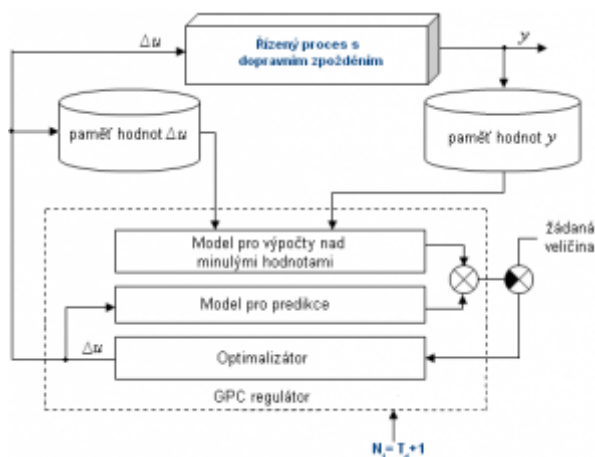 Δu
Řízený proces s
dopravním zpožděním
y
paměť hodnot Δu
paměť hodnot y
Model pro výpočty nad
minulými hodnotami
žádaná
veličina
Model pro predikce
Δu
Optimalizátor
GPC regulátor